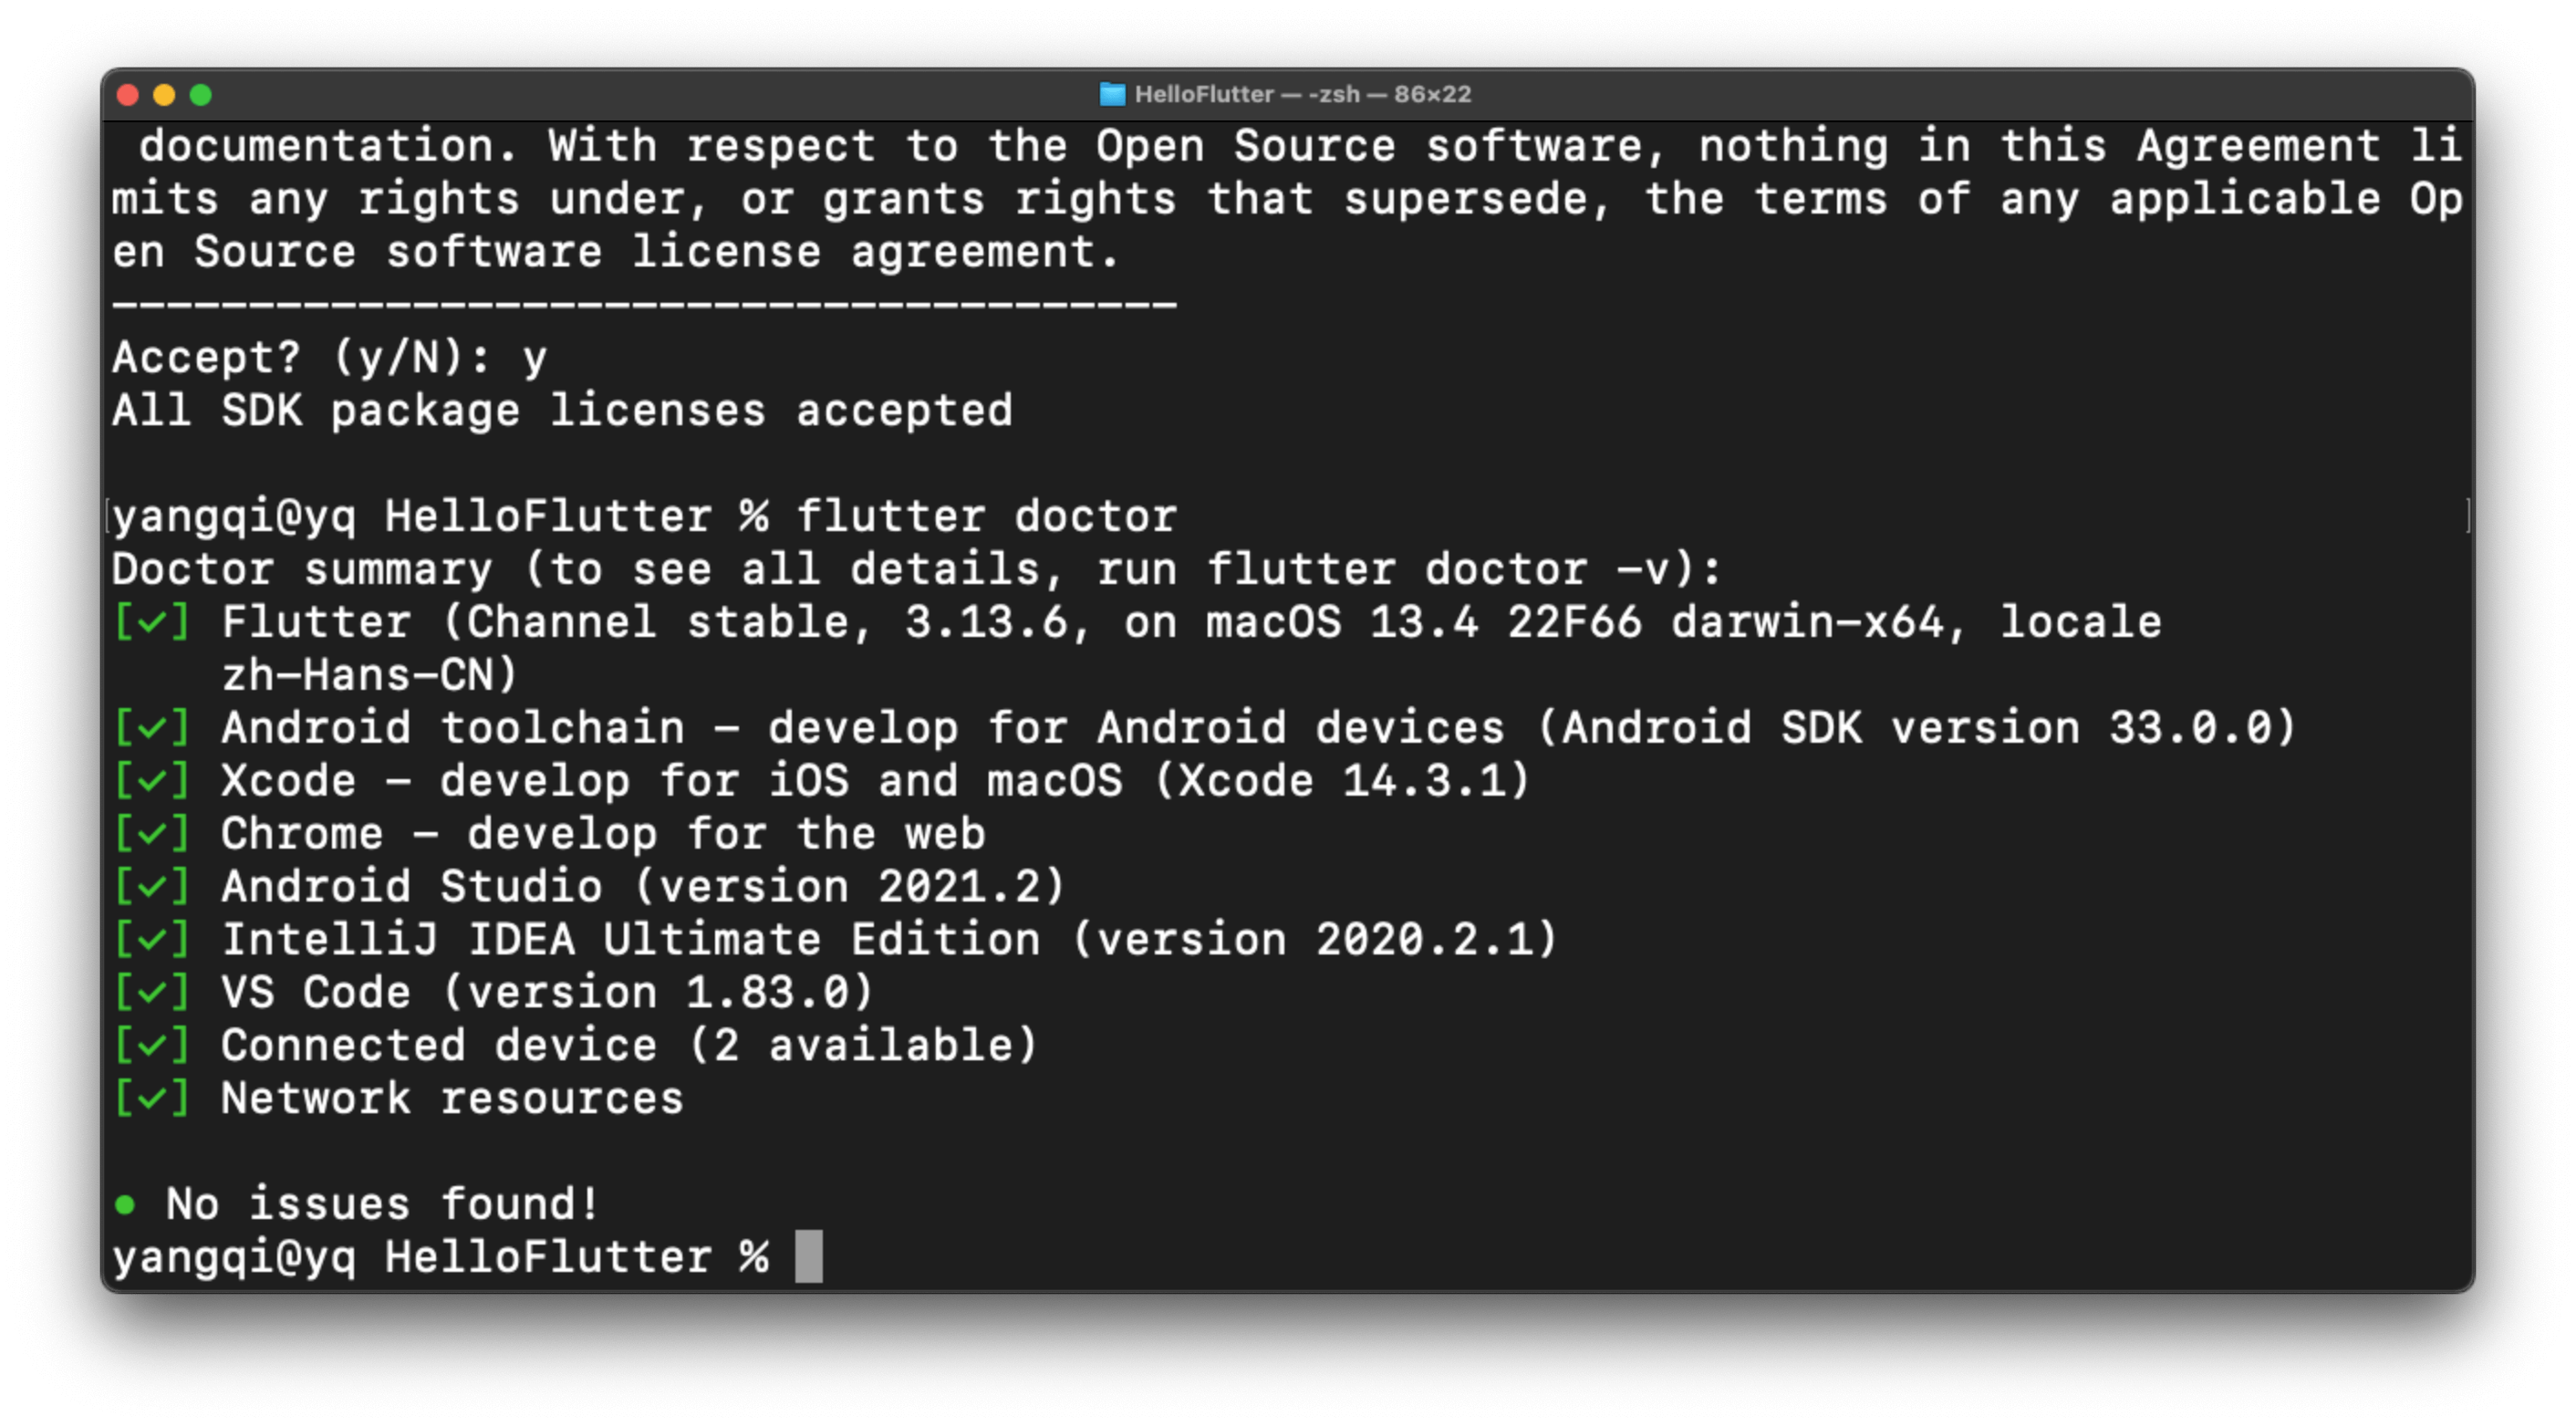 HelloFlutter — -zsh — 86×22
documentation. With respect to the Open Source software, nothing in this Agreement li
mits any rights under, or grants rights that supersede, the terms of any applicable Op
en Source software license agreement.
---------------------------------------
Accept? (y/N): y
All SDK package licenses accepted
[yangqi@yq HelloFlutter % flutter doctor ]
Doctor summary (to see all details, run flutter doctor -v):
[✓] Flutter (Channel stable, 3.13.6, on macOS 13.4 22F66 darwin-x64, locale
zh-Hans-CN)
[✓] Android toolchain - develop for Android devices (Android SDK version 33.0.0)
[✓] Xcode - develop for iOS and macOS (Xcode 14.3.1)
[✓] Chrome - develop for the web
[✓] Android Studio (version 2021.2)
[✓] IntelliJ IDEA Ultimate Edition (version 2020.2.1)
[✓] VS Code (version 1.83.0)
[✓] Connected device (2 available)
[✓] Network resources
• No issues found!
yangqi@yq HelloFlutter %